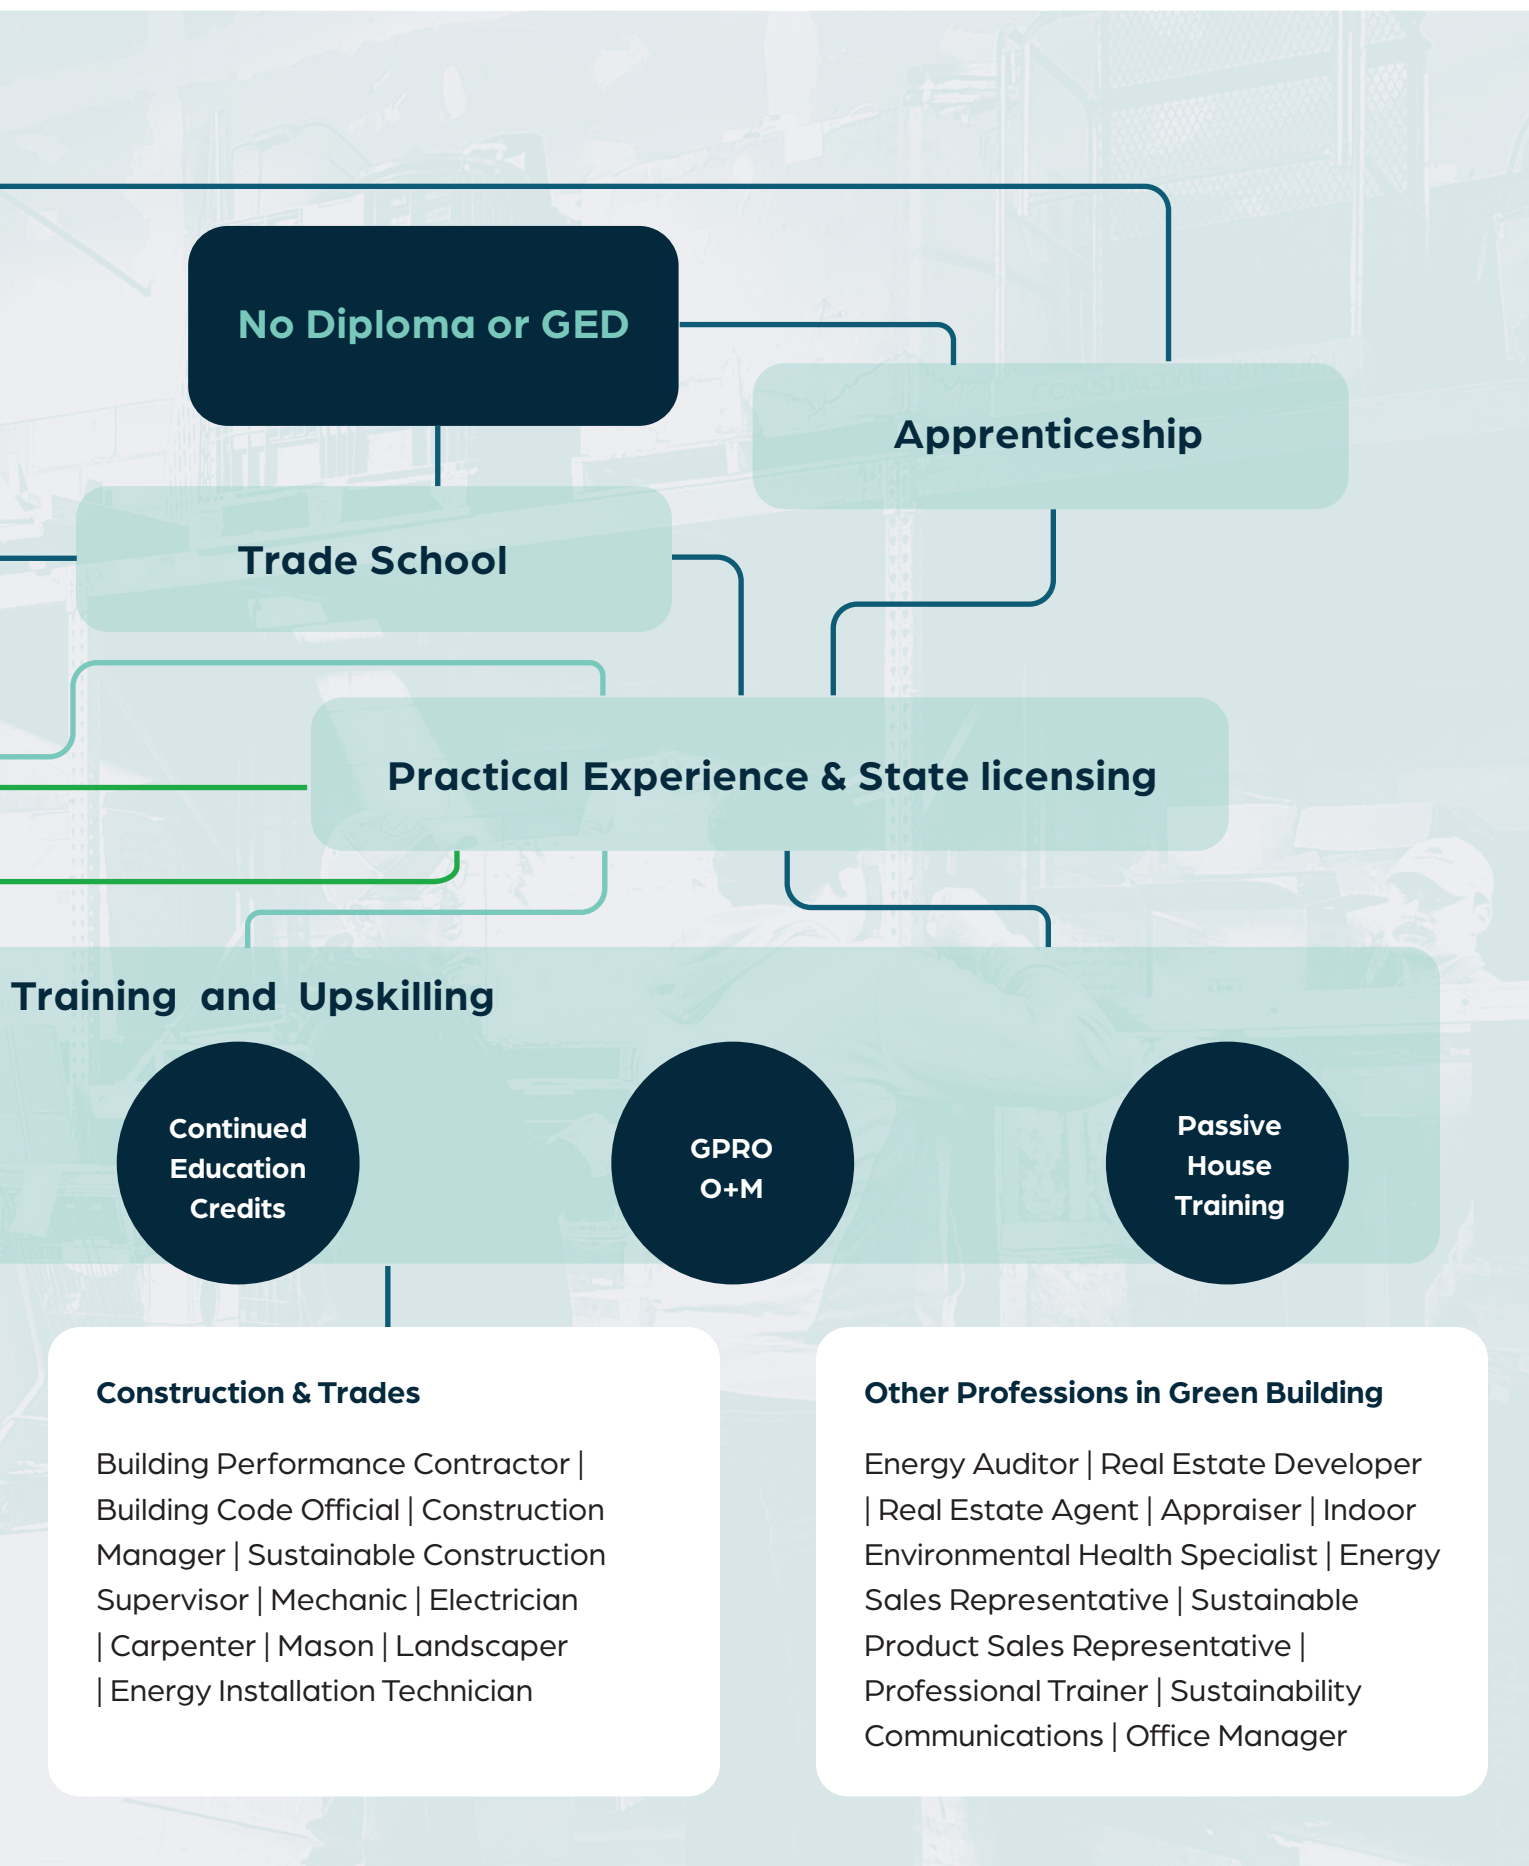 No Diploma or GED
Apprenticeship
Trade School
Practical Experience & State licensing
Training and Upskilling
Continued
Education
Credits
GPRO
O+M
Passive
House
Training
Construction & Trades
Building Performance Contractor |
Building Code Official | Construction
Manager | Sustainable Construction
Supervisor | Mechanic | Electrician
| Carpenter | Mason | Landscaper
| Energy Installation Technician
Other Professions in Green Building
Energy Auditor | Real Estate Developer
| Real Estate Agent | Appraiser | Indoor
Environmental Health Specialist | Energy
Sales Representative | Sustainable
Product Sales Representative |
Professional Trainer | Sustainability
Communications | Office Manager